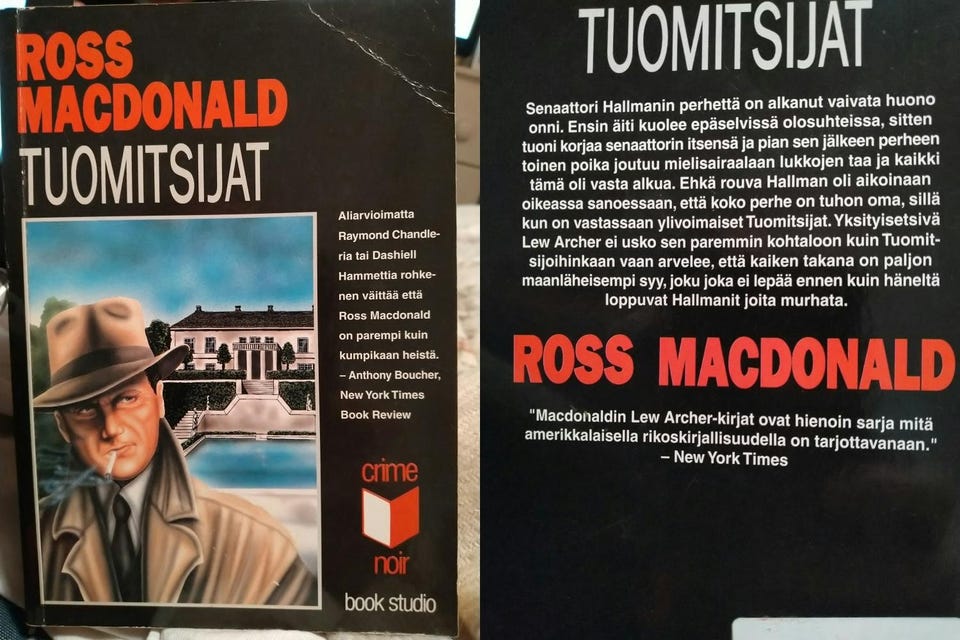 ROSS
MACDONALD
TUOMITSIJAT
Aliarvioimatta
Raymond Chandle-
ria tai Dashiell
Hammettia rohke-
nen väittää että
Ross Macdonald
on parempi kuin
kumpikaan heistä.
– Anthony Boucher,
New York Times
Book Review
crime
noir
book studio
TUOMITSIJAT
Senaattori Hallmanin perhettä on alkanut vaivata huono
onni. Ensin äiti kuolee epäselvissä olosuhteissa, sitten
tuoni korjaa senaattorin itsensä ja pian sen jälkeen perheen
toinen poika joutuu mielisairaalaan lukkojen taa ja kaikki
tämä oli vasta alkua. Ehkä rouva Hallman oli aikoinaan
oikeassa sanoessaan, että koko perhe on tuhon oma, sillä
kun on vastassaan ylivoimaiset Tuomitsijat. Yksityisetsivä
Lew Archer ei usko sen paremmin kohtaloon kuin Tuomit-
sijoihinkaan vaan arvelee, että kaiken takana on paljon
maanläheisempi syy, joku joka ei lepää ennen kuin häneltä
loppuvat Hallmanit joita murhata.
ROSS MACDONALD
"Macdonaldin Lew Archer-kirjat ovat hienoin sarja mitä
amerikkalaisella rikoskirjallisuudella on tarjottavanaan."
– New York Times